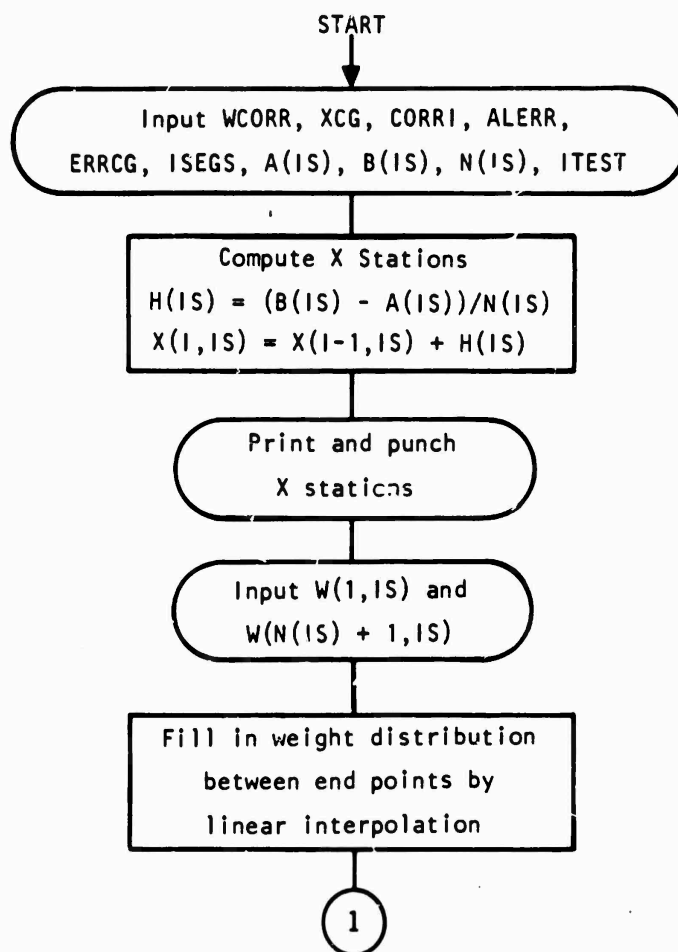 START
Input WCORR, XCG, CORRI, ALERR,
ERRCG, ISEGS, A(IS), B(IS), N(IS), ITEST
Compute X Stations
H(IS) = (B(IS) - A(IS))/N(IS)
X(I,IS) = X(I-1,IS) + H(IS)
Print and punch
X stations
Input W(1,IS) and
W(N(IS) + 1,IS)
Fill in weight distribution
between end points by
linear interpolation
1